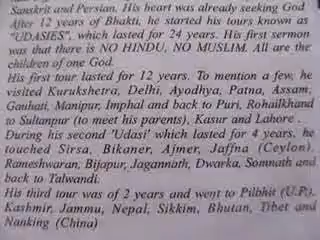 Sanskrit and Persian. His heart was already seeking God
After 12 years of Bhakti, he started his tours known as
"UDASIES", which lasted for 24 years. His first sermon
was that there is NO HINDU, NO MUSLIM. All are the
children of one God.
His first tour lasted for 12 years. To mention a few, he
visited Kurukshetra, Delhi, Ayodhya, Patna, Assam,
Gauhati, Manipur, Imphal and back to Puri, Rohailkhand
to Sultanpur (to meet his parents), Kasur and Lahore.
During his second 'Udasi' which lasted for 4 years, he
touched Sirsa, Bikaner, Ajmer, Jaffna (Ceylon).
Rameshwaran, Bijapur, Jagannath, Dwarka, Somnath and
back to Talwandi.
His third tour was of 2 years and went to Pilbhit (U.P.),
Kashmir, Jammu, Nepal, Sikkim, Bhutan, Tibet and
Nanking (China)